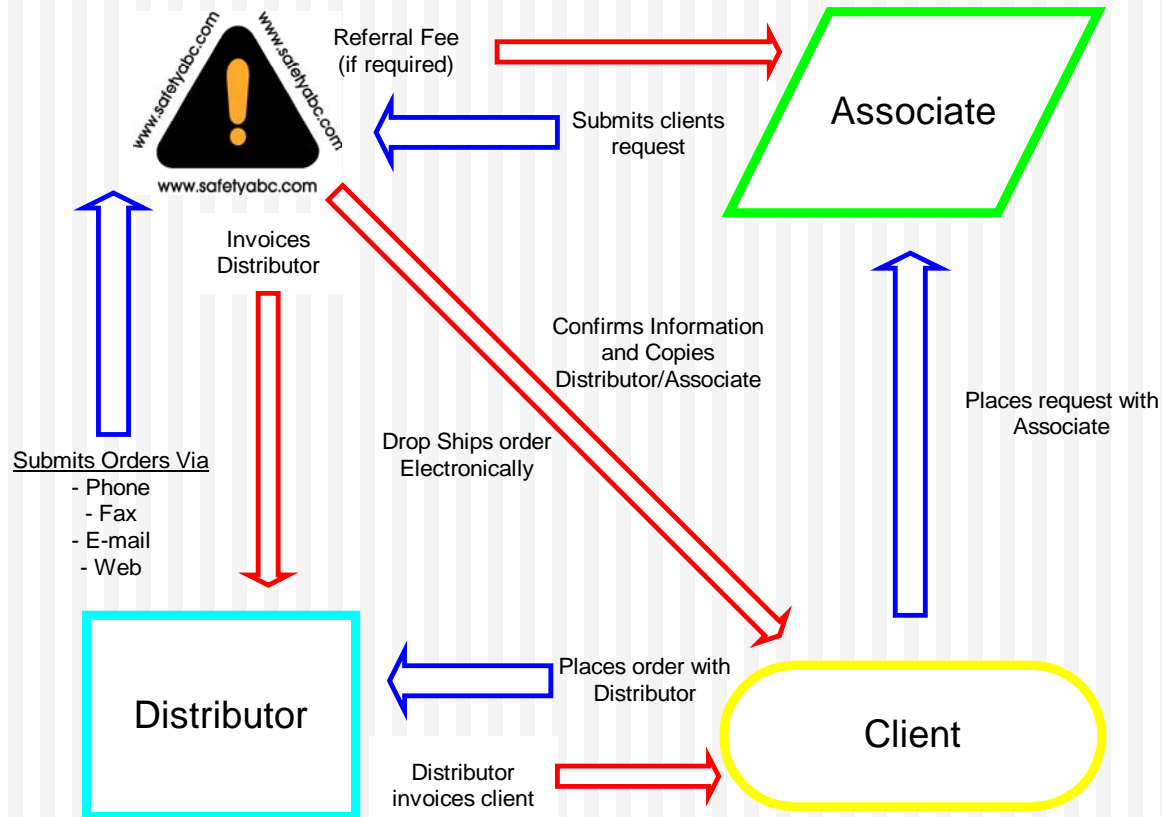 www.safetyabc.com
www.safetyabc.com
www.safetyabc.com
Referral Fee
(if required)
Submits clients
request
Associate
Invoices
Distributor
Confirms Information
and Copies
Distributor/Associate
Places request with
Associate
Drop Ships order
Electronically
Submits Orders Via
- Phone
- Fax
- E-mail
- Web
Places order with
Distributor
Distributor
Client
Distributor
invoices client